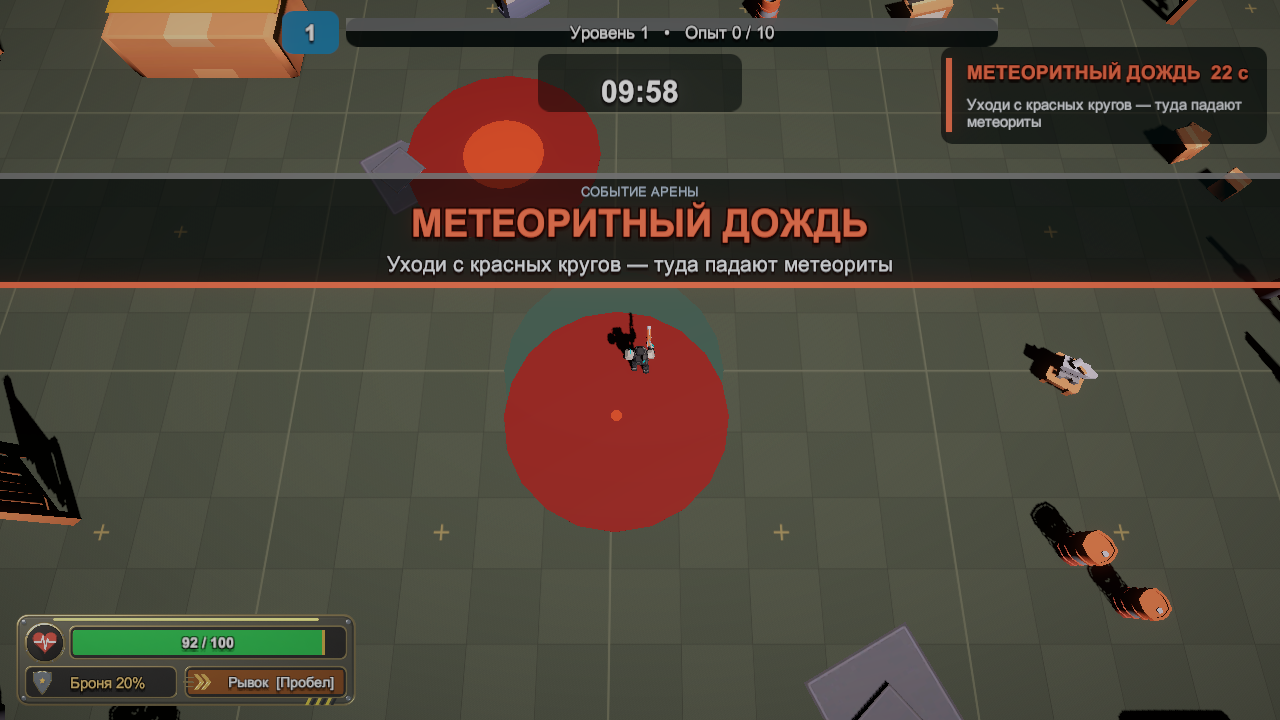 1
Уровень 1 • Опыт 0 / 10
09:58
МЕТЕОРИТНЫЙ ДОЖДЬ 22 с
Уходи с красных кругов — туда падают
метеориты
СОБЫТИЕ АРЕНЫ
МЕТЕОРИТНЫЙ ДОЖДЬ
Уходи с красных кругов — туда падают метеориты
92 / 100
Броня 20%
Рывок [Пробел]